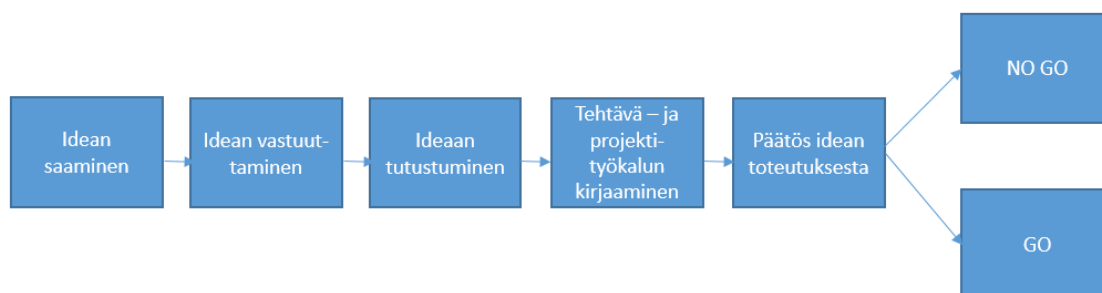 Idean
saaminen
Idean vastuut-
taminen
Ideaan
tutustuminen
Tehtävä – ja
projekti-
työkalun
kirjaaminen
Päätös idean
toteutuksesta
NO GO
GO